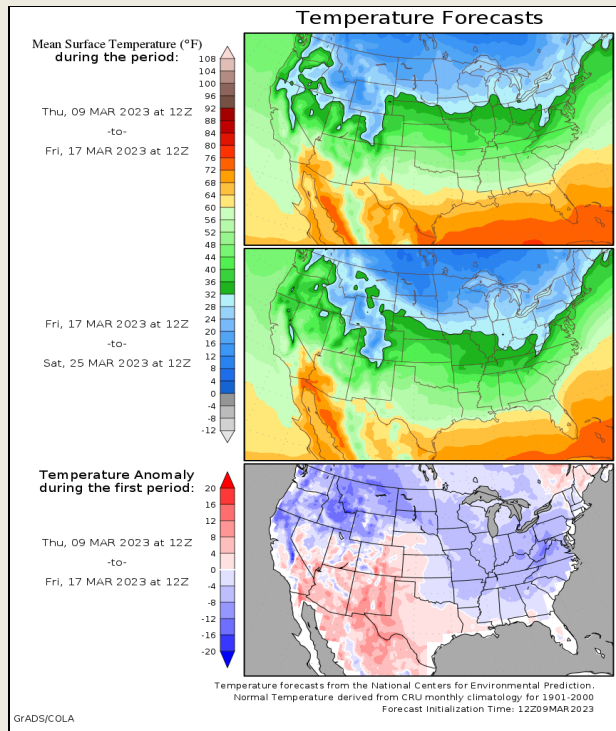 Temperature Forecasts
Mean Surface Temperature (°F)
during the period:
Thu, 09 MAR 2023 at 12Z
-to-
Fri, 17 MAR 2023 at 12Z
108
104
100
96
92
88
84
80
76
72
68
64
60
56
52
48
44
40
36
32
28
24
20
16
12
8
4
0
-4
-8
-12
Fri, 17 MAR 2023 at 12Z
-to-
Sat, 25 MAR 2023 at 12Z
Temperature Anomaly
during the first period:
Thu, 09 MAR 2023 at 12Z
-to-
Fri, 17 MAR 2023 at 12Z
20
16
12
8
4
0
-4
-8
-12
-16
-20
Temperature forecasts from the National Centers for Environmental Prediction.
Normal Temperature derived from CRU monthly climatology for 1901-2000
Forecast Initialization Time: 12Z09MAR2023
GrADS/COLA